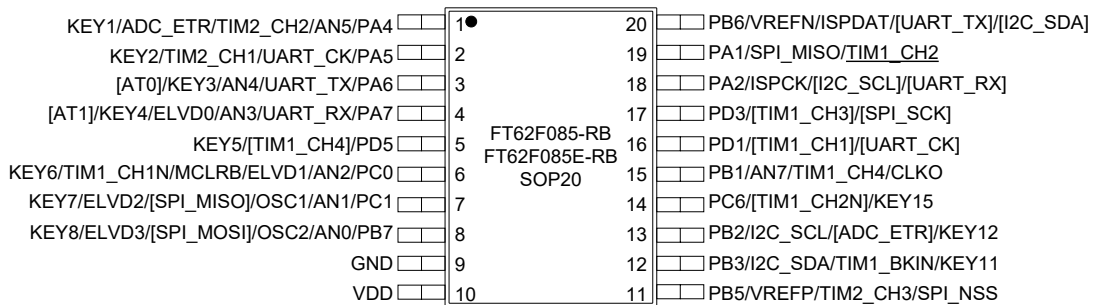 KEY1/ADC_ETR/TIM2_CH2/AN5/PA4 1 20 PB6/VREFN/ISPDAT/[UART_TX]/[I2C_SDA]
KEY2/TIM2_CH1/UART_CK/PA5 2 19 PA1/SPI_MISO/TIM1_CH2
[AT0]/KEY3/AN4/UART_TX/PA6 3 18 PA2/ISPCK/[I2C_SCL]/[UART_RX]
[AT1]/KEY4/ELVD0/AN3/UART_RX/PA7 4 17 PD3/[TIM1_CH3]/[SPI_SCK]
KEY5/[TIM1_CH4]/PD5 5 16 PD1/[TIM1_CH1]/[UART_CK]
KEY6/TIM1_CH1N/MCLRB/ELVD1/AN2/PC0 6 15 PB1/AN7/TIM1_CH4/CLKO
KEY7/ELVD2/[SPI_MISO]/OSC1/AN1/PC1 7 14 PC6/[TIM1_CH2N]/KEY15
KEY8/ELVD3/[SPI_MOSI]/OSC2/AN0/PB7 8 13 PB2/I2C_SCL/[ADC_ETR]/KEY12
GND 9 12 PB3/I2C_SDA/TIM1_BKIN/KEY11
VDD 10 11 PB5/VREFP/TIM2_CH3/SPI_NSS
FT62F085-RB
FT62F085E-RB
SOP20